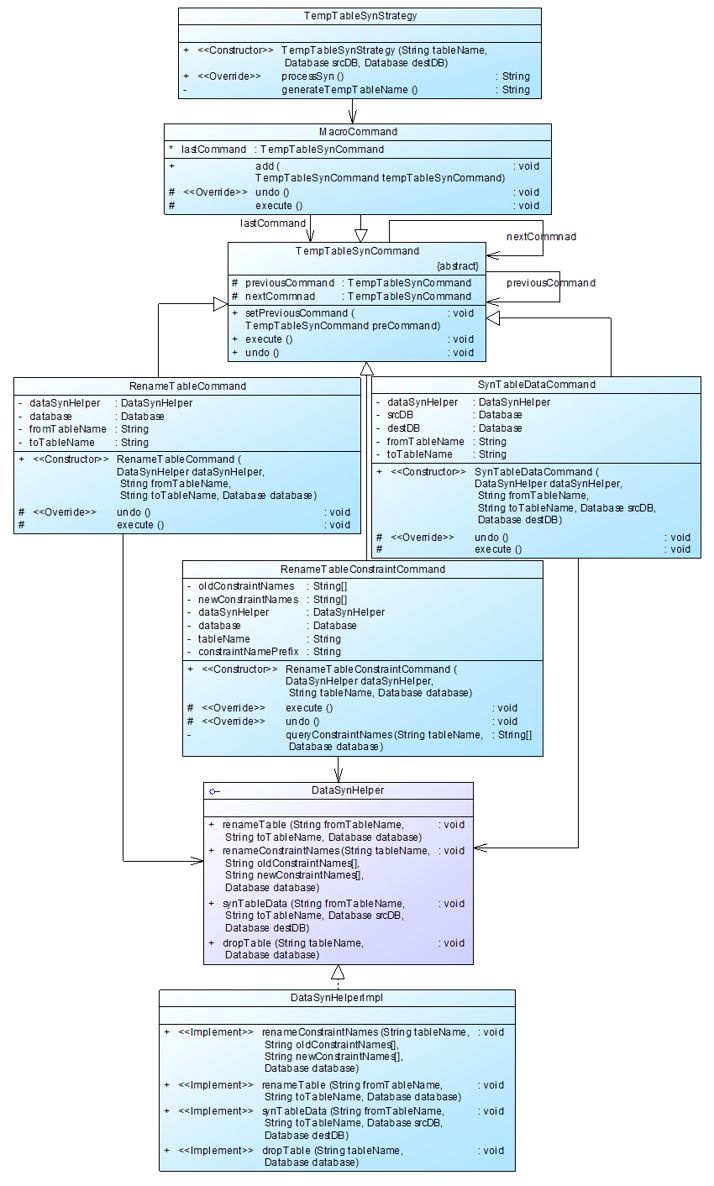 TempTableSynStrategy
+ <<Constructor>> TempTableSynStrategy (String tableName,
Database srcDB, Database destDB)
+ <<Override>> processSyn () : String
- generateTempTableName () : String
MacroCommand
* lastCommand : TempTableSynCommand
+ add ( : void
TempTableSynCommand tempTableSynCommand)
# <<Override>> undo () : void
# execute () : void
lastCommand
nextCommnad
TempTableSynCommand
{abstract}
# previousCommand : TempTableSynCommand
# nextCommnad : TempTableSynCommand
previousCommand
+ setPreviousCommand ( : void
TempTableSynCommand preCommand)
+ execute () : void
+ undo () : void
RenameTableCommand
- dataSynHelper : DataSynHelper
- database : Database
- fromTableName : String
- toTableName : String
+ <<Constructor>> RenameTableCommand (
DataSynHelper dataSynHelper,
String fromTableName,
String toTableName, Database database)
# <<Override>> undo () : void
# execute () : void
SynTableDataCommand
- dataSynHelper : DataSynHelper
- srcDB : Database
- destDB : Database
- fromTableName : String
- toTableName : String
+ <<Constructor>> SynTableDataCommand (
DataSynHelper dataSynHelper,
String fromTableName,
String toTableName, Database srcDB,
Database destDB)
# <<Override>> undo () : void
# execute () : void
RenameTableConstraintCommand
- oldConstraintNames : String[]
- newConstraintNames : String[]
- dataSynHelper : DataSynHelper
- database : Database
- tableName : String
- constraintNamePrefix : String
+ <<Constructor>> RenameTableConstraintCommand (
DataSynHelper dataSynHelper,
String tableName, Database database)
# <<Override>> execute () : void
# <<Override>> undo () : void
- queryConstraintNames(String tableName, : String[]
Database database)
DataSynHelper
+ renameTable (String fromTableName, : void
String toTableName, Database database)
+ renameConstraintNames(String tableName, : void
String oldConstraintNames[],
String newConstraintNames[],
Database database)
+ synTableData (String fromTableName, : void
String toTableName, Database srcDB,
Database destDB)
+ dropTable (String tableName, : void
Database database)
DataSynHelperImpl
+ <<Implement>> renameConstraintNames(String tableName, : void
String oldConstraintNames[],
String newConstraintNames[],
Database database)
+ <<Implement>> renameTable (String fromTableName, : void
String toTableName, Database database)
+ <<Implement>> synTableData (String fromTableName, : void
String toTableName, Database srcDB,
Database destDB)
+ <<Implement>> dropTable (String tableName, : void
Database database)